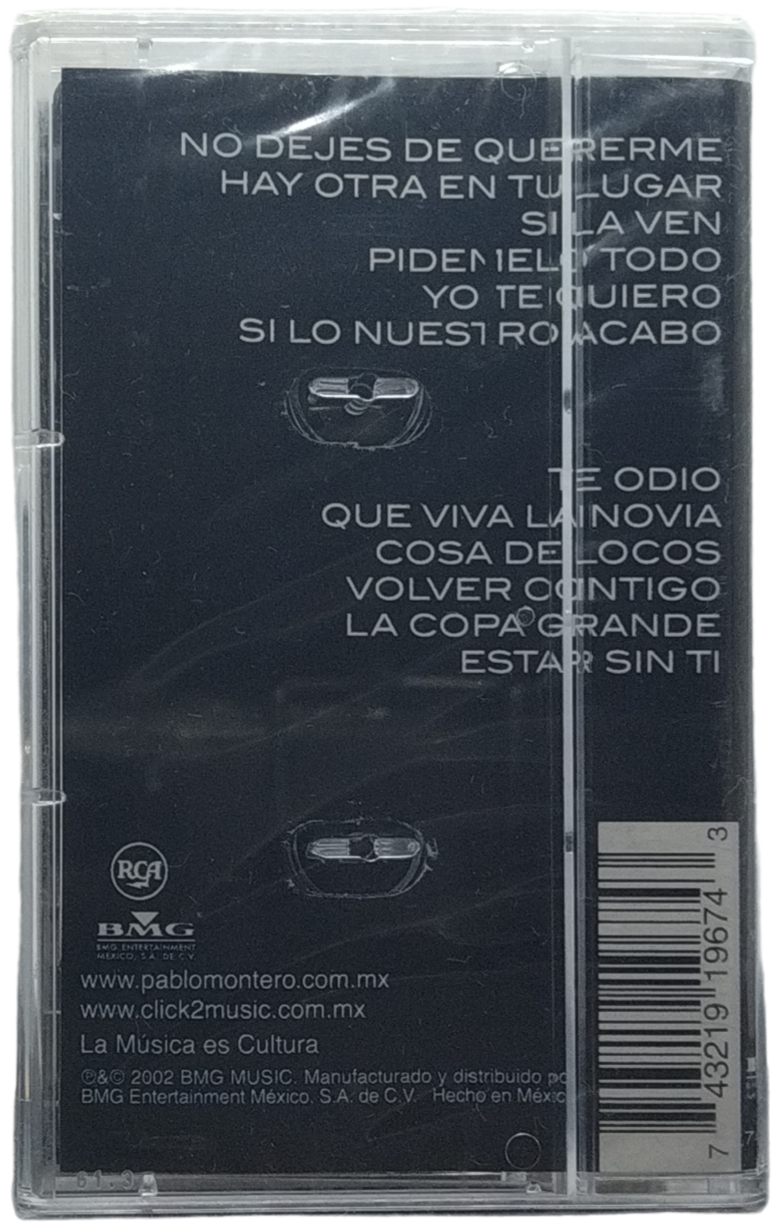 NO DEJES DE QUERERME
HAY OTRA EN TU LUGAR
SI LA VEN
PIDEMELO TODO
YO TE QUIERO
SI LO NUESTRO ACABO
TE ODIO
QUE VIVA LA NOVIA
COSA DE LOCOS
VOLVER CONTIGO
LA COPA GRANDE
ESTAR SIN TI
RCA
BMG
BMG ENTERTAINMENT
MEXICO, S.A. DE C.V.
www.pablomontero.com.mx
www.click2music.com.mx
La Música es Cultura
℗&© 2002 BMG MUSIC. Manufacturado y distribuido
BMG Entertainment México, S.A. de C.V. Hecho en
7 43219 19674 3